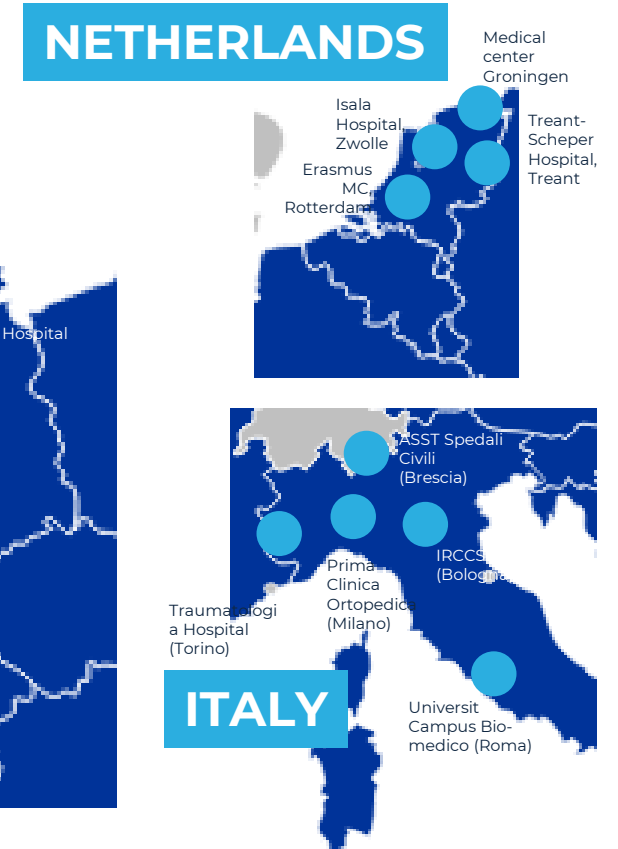 NETHERLANDS
Medical
center
Groningen
Isala
Hospital,
Zwolle
Treant-
Scheper
Hospital,
Treant
Erasmus
MC,
Rotterdam
Hospital
ASST Spedali
Civili
(Brescia)
IRCCS
(Bologna)
Prima
Clinica
Ortopedica
(Milano)
Traumatologi
a Hospital
(Torino)
ITALY
Universit
Campus Bio-
medico (Roma)